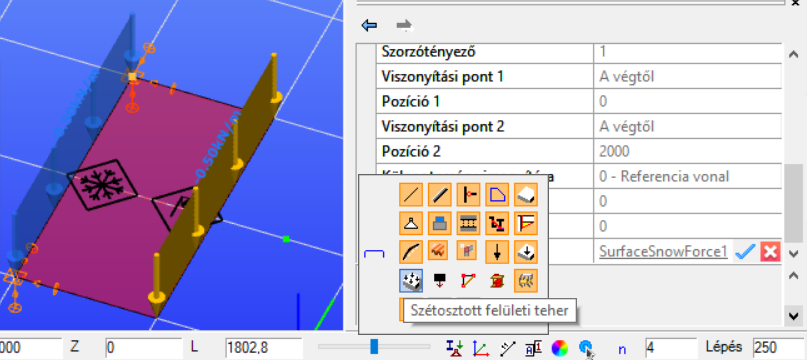 Szorzótényező 1
Viszonyítási pont 1 A végtől
Pozíció 1 0
Viszonyítási pont 2 A végtől
Pozíció 2 2000
0 - Referencia vonal
0
0
SurfaceSnowForce1
-0.50kN/m
Szétosztott felületi teher
000 Z 0 L 1802,8 n 4 Lépés 250